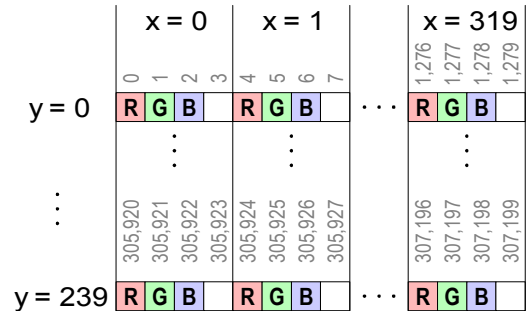 x = 0 x = 1 x = 319
0 1 2 3 4 5 6 7 1,276 1,277 1,278 1,279
y = 0 R G B R G B ··· R G B
305,920 305,921 305,922 305,923 305,924 305,925 305,926 305,927 307,196 307,197 307,198 307,199
y = 239 R G B R G B ··· R G B